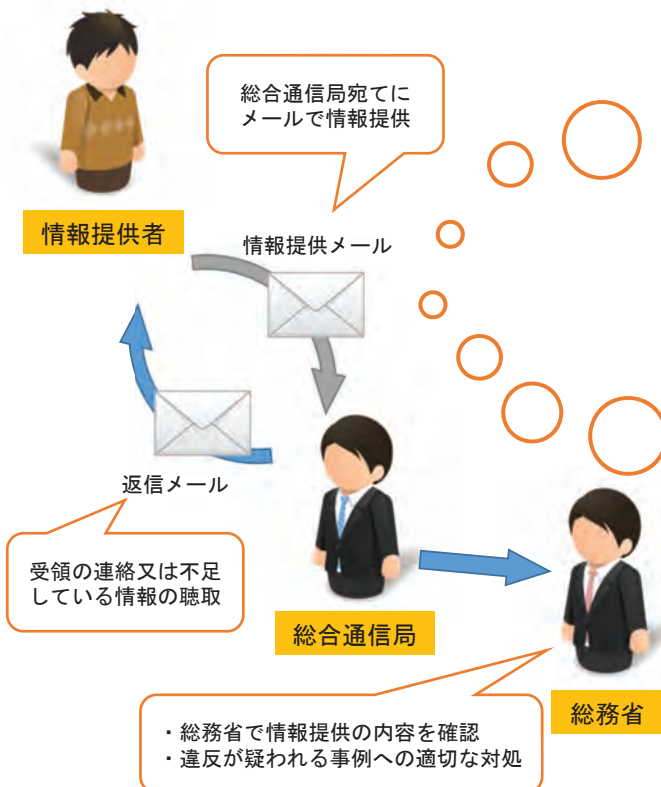 総合通信局宛てに
メールで情報提供
情報提供者
情報提供メール
返信メール
受領の連絡又は不足
している情報の聴取
総合通信局
総務省
・総務省で情報提供の内容を確認
・違反が疑われる事例への適切な対処